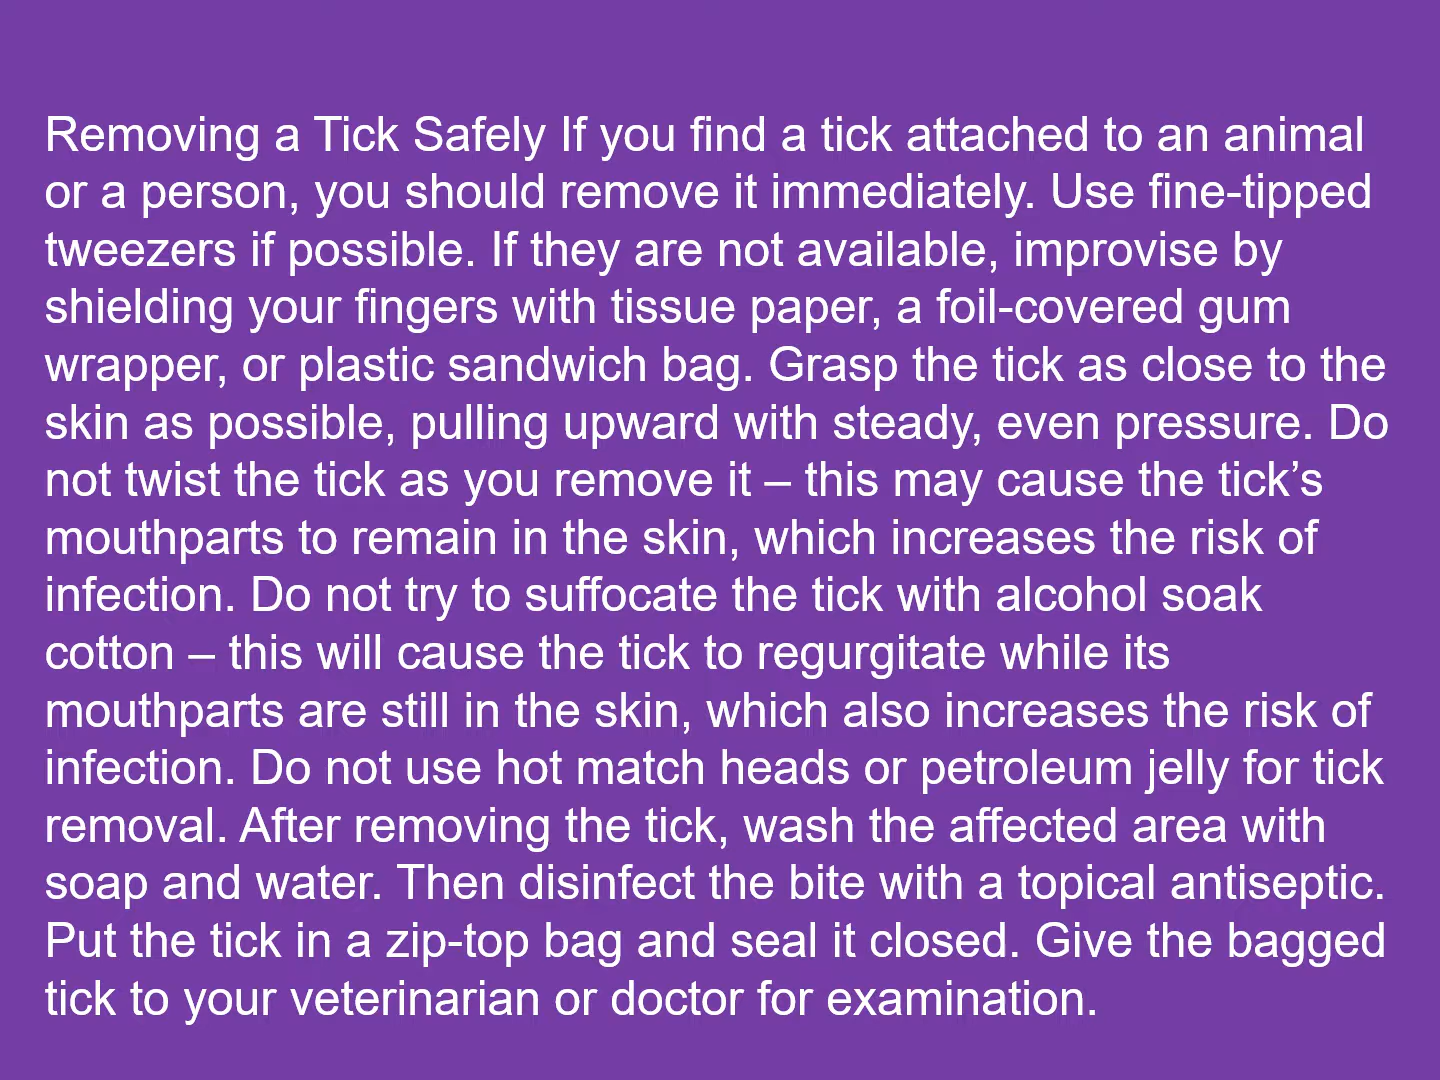 Removing a Tick Safely If you find a tick attached to an animal
or a person, you should remove it immediately. Use fine-tipped
tweezers if possible. If they are not available, improvise by
shielding your fingers with tissue paper, a foil-covered gum
wrapper, or plastic sandwich bag. Grasp the tick as close to the
skin as possible, pulling upward with steady, even pressure. Do
not twist the tick as you remove it – this may cause the tick’s
mouthparts to remain in the skin, which increases the risk of
infection. Do not try to suffocate the tick with alcohol soak
cotton – this will cause the tick to regurgitate while its
mouthparts are still in the skin, which also increases the risk of
infection. Do not use hot match heads or petroleum jelly for tick
removal. After removing the tick, wash the affected area with
soap and water. Then disinfect the bite with a topical antiseptic.
Put the tick in a zip-top bag and seal it closed. Give the bagged
tick to your veterinarian or doctor for examination.